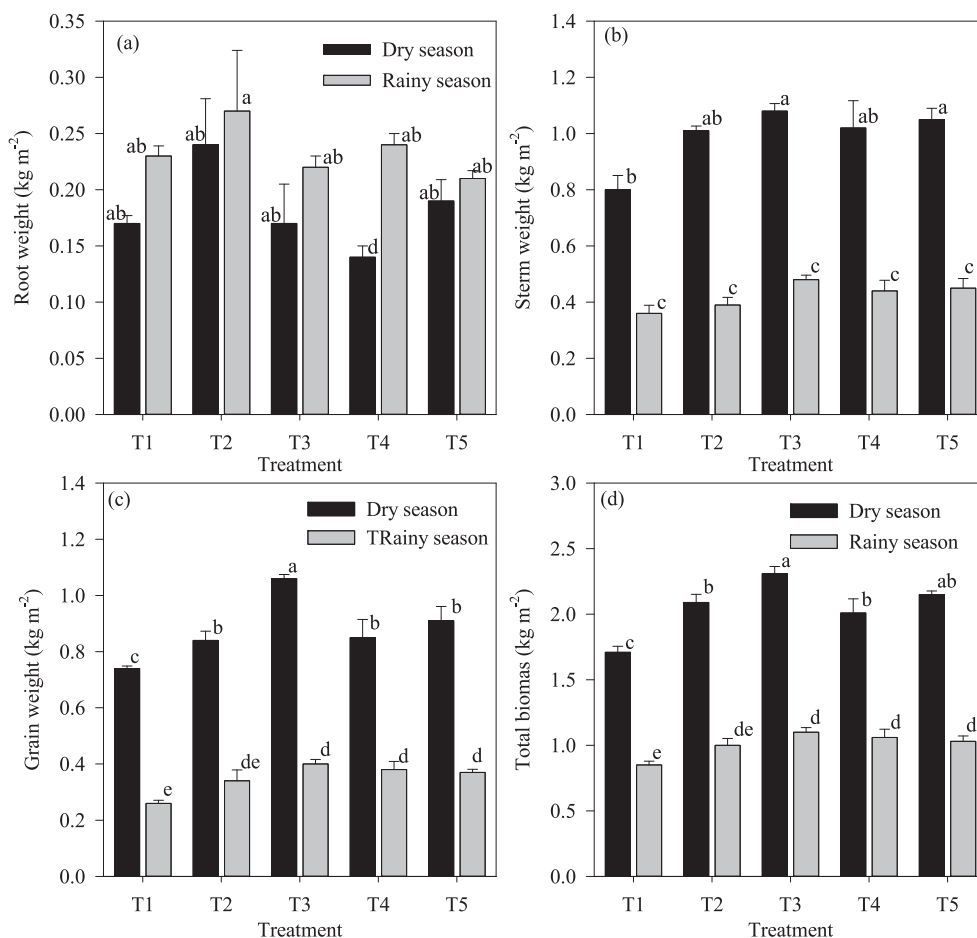 (a)
Dry season
Rainy season
Root weight (kg m⁻²)
0.35
0.30
0.25
0.20
0.15
0.10
0.05
0.00
ab
ab
ab
a
ab
ab
d
ab
ab
ab
T1 T2 T3 T4 T5
Treatment
(b)
Sterm weight (kg m⁻²)
1.4
1.2
1.0
0.8
0.6
0.4
0.2
0.0
b
c
ab
c
a
c
ab
c
a
c
T1 T2 T3 T4 T5
Treatment
(c)
Dry season
TRainy season
Grain weight (kg m⁻²)
1.4
1.2
1.0
0.8
0.6
0.4
0.2
0.0
c
e
b
de
a
d
b
d
b
d
T1 T2 T3 T4 T5
Treatment
(d)
Dry season
Rainy season
Total biomas (kg m⁻²)
3.0
2.5
2.0
1.5
1.0
0.5
0.0
c
e
b
de
a
d
b
d
ab
d
T1 T2 T3 T4 T5
Treatment